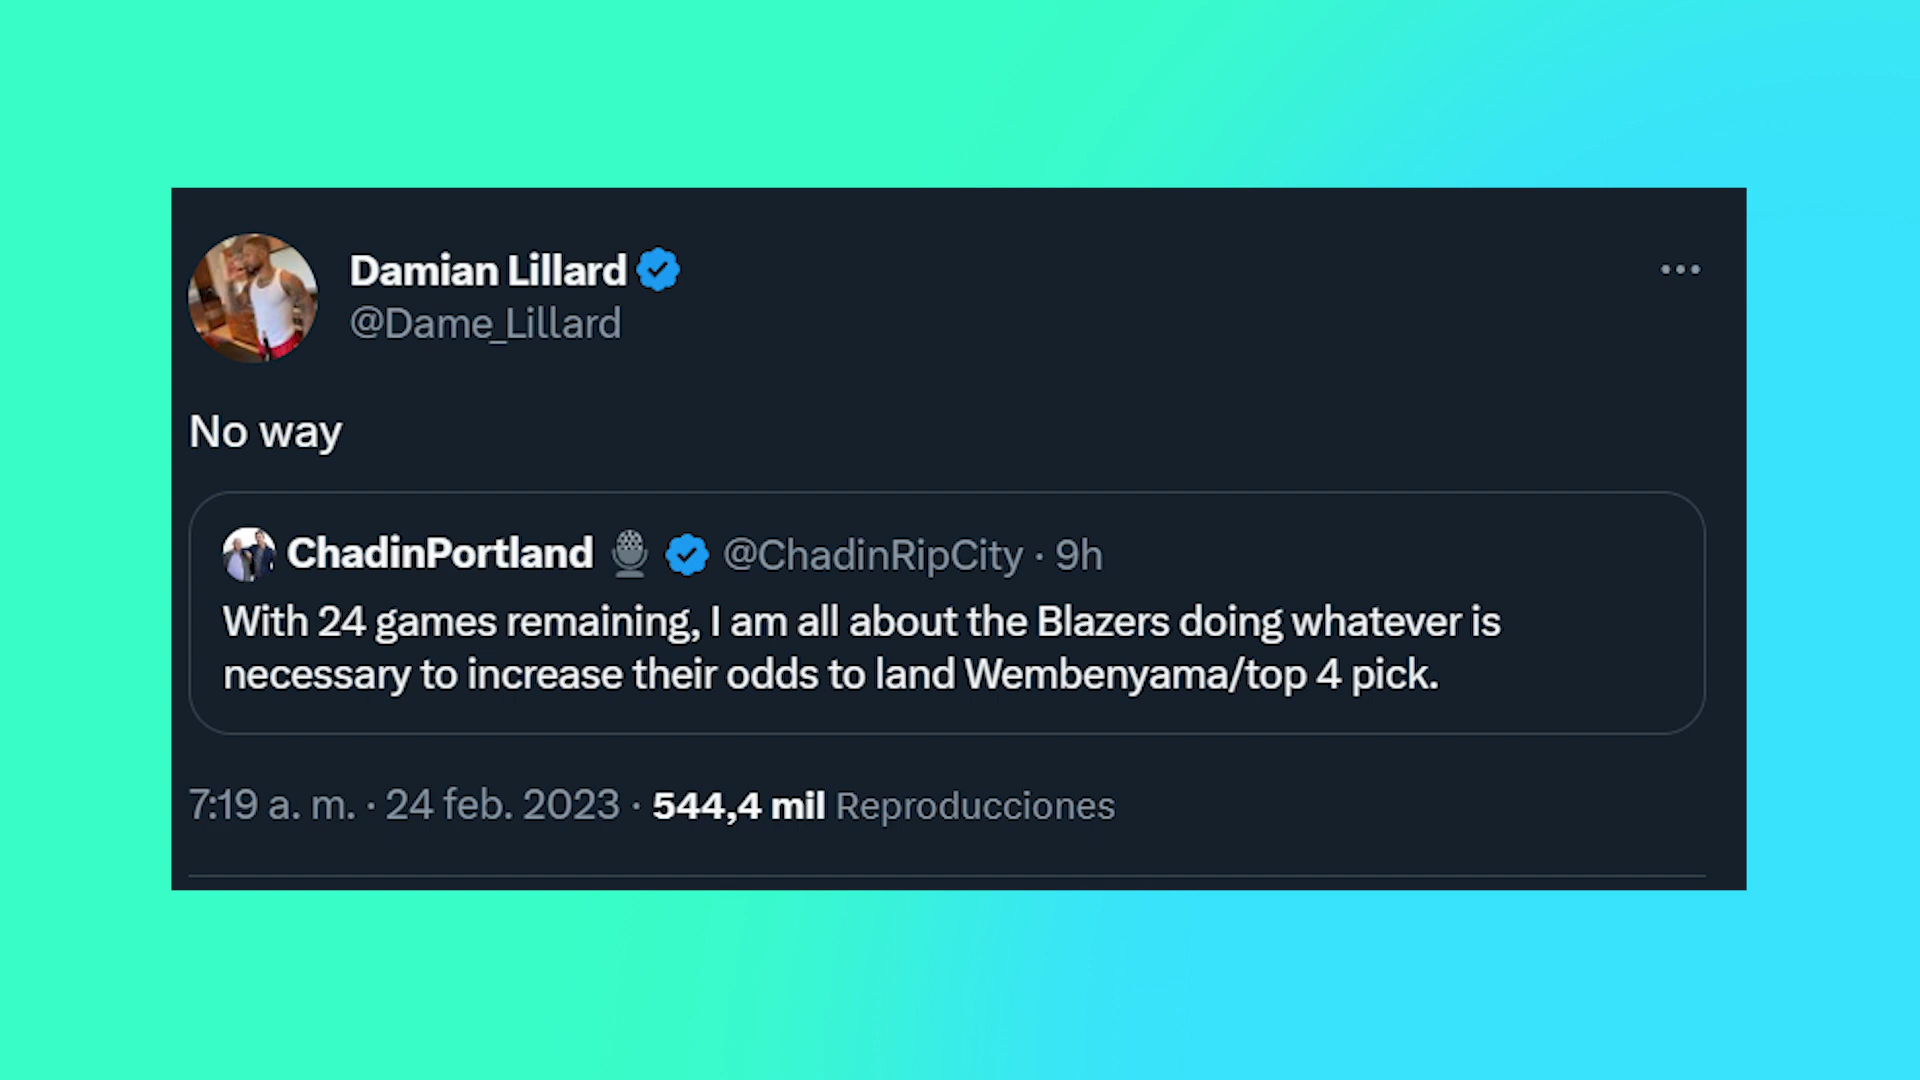 Damian Lillard
@Dame_Lillard
No way
ChadinPortland @ChadinRipCity · 9h
With 24 games remaining, I am all about the Blazers doing whatever is
necessary to increase their odds to land Wembenyama/top 4 pick.
7:19 a. m. · 24 feb. 2023 · 544,4 mil Reproducciones